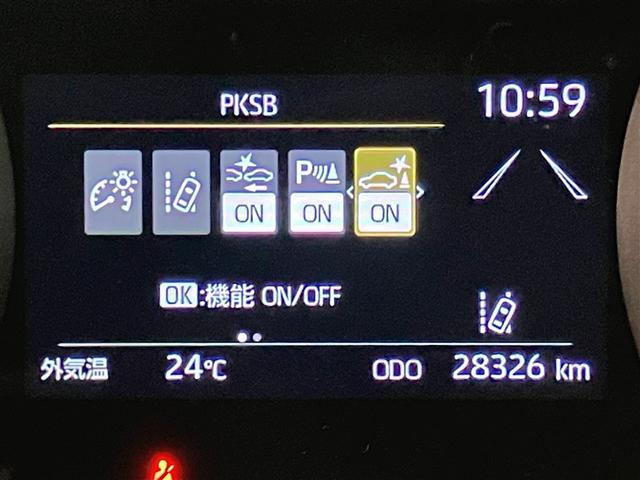 PKSB
10:59
P
ON ON ON
OK:機能 ON/OFF
外気温 24℃ ODO 28326 km